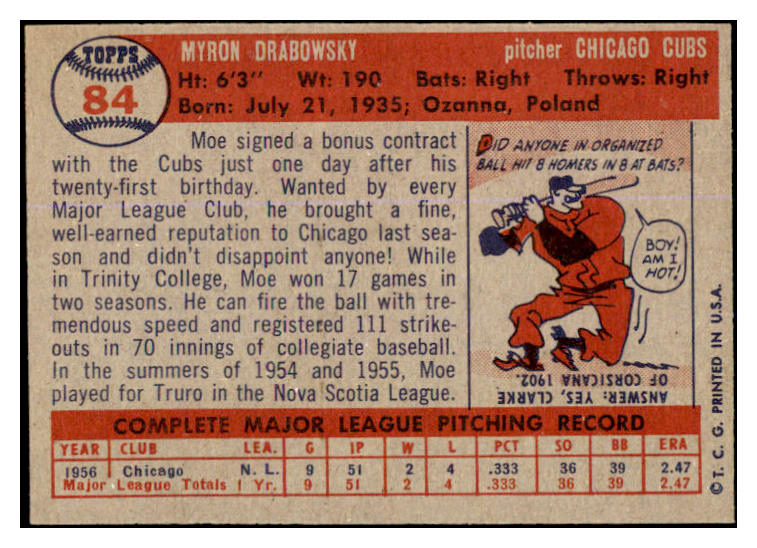 TOPPS
84
MYRON DRABOWSKY pitcher CHICAGO CUBS
Ht: 6'3" Wt: 190 Bats: Right Throws: Right
Born: July 21, 1935; Ozanna, Poland
Moe signed a bonus contract
with the Cubs just one day after his
twenty-first birthday. Wanted by every
Major League Club, he brought a fine,
well-earned reputation to Chicago last sea-
son and didn't disappoint anyone! While
in Trinity College, Moe won 17 games in
two seasons. He can fire the ball with tre-
mendous speed and registered 111 strike-
outs in 70 innings of collegiate baseball.
In the summers of 1954 and 1955, Moe
played for Truro in the Nova Scotia League.
DID ANYONE IN ORGANIZED
BALL HIT 8 HOMERS IN 8 AT BATS?
BOY!
AM I
HOT!
ANSWER: YES, CLARKE
OF CORSICANA 1902.
COMPLETE MAJOR LEAGUE PITCHING RECORD
YEAR CLUB LEA. G IP W L PCT SO BB ERA
1956 Chicago N. L. 9 51 2 4 .333 36 39 2.47
Major League Totals 1 Yr. 9 51 2 4 .333 36 39 2.47
© T. C. G. PRINTED IN U.S.A.